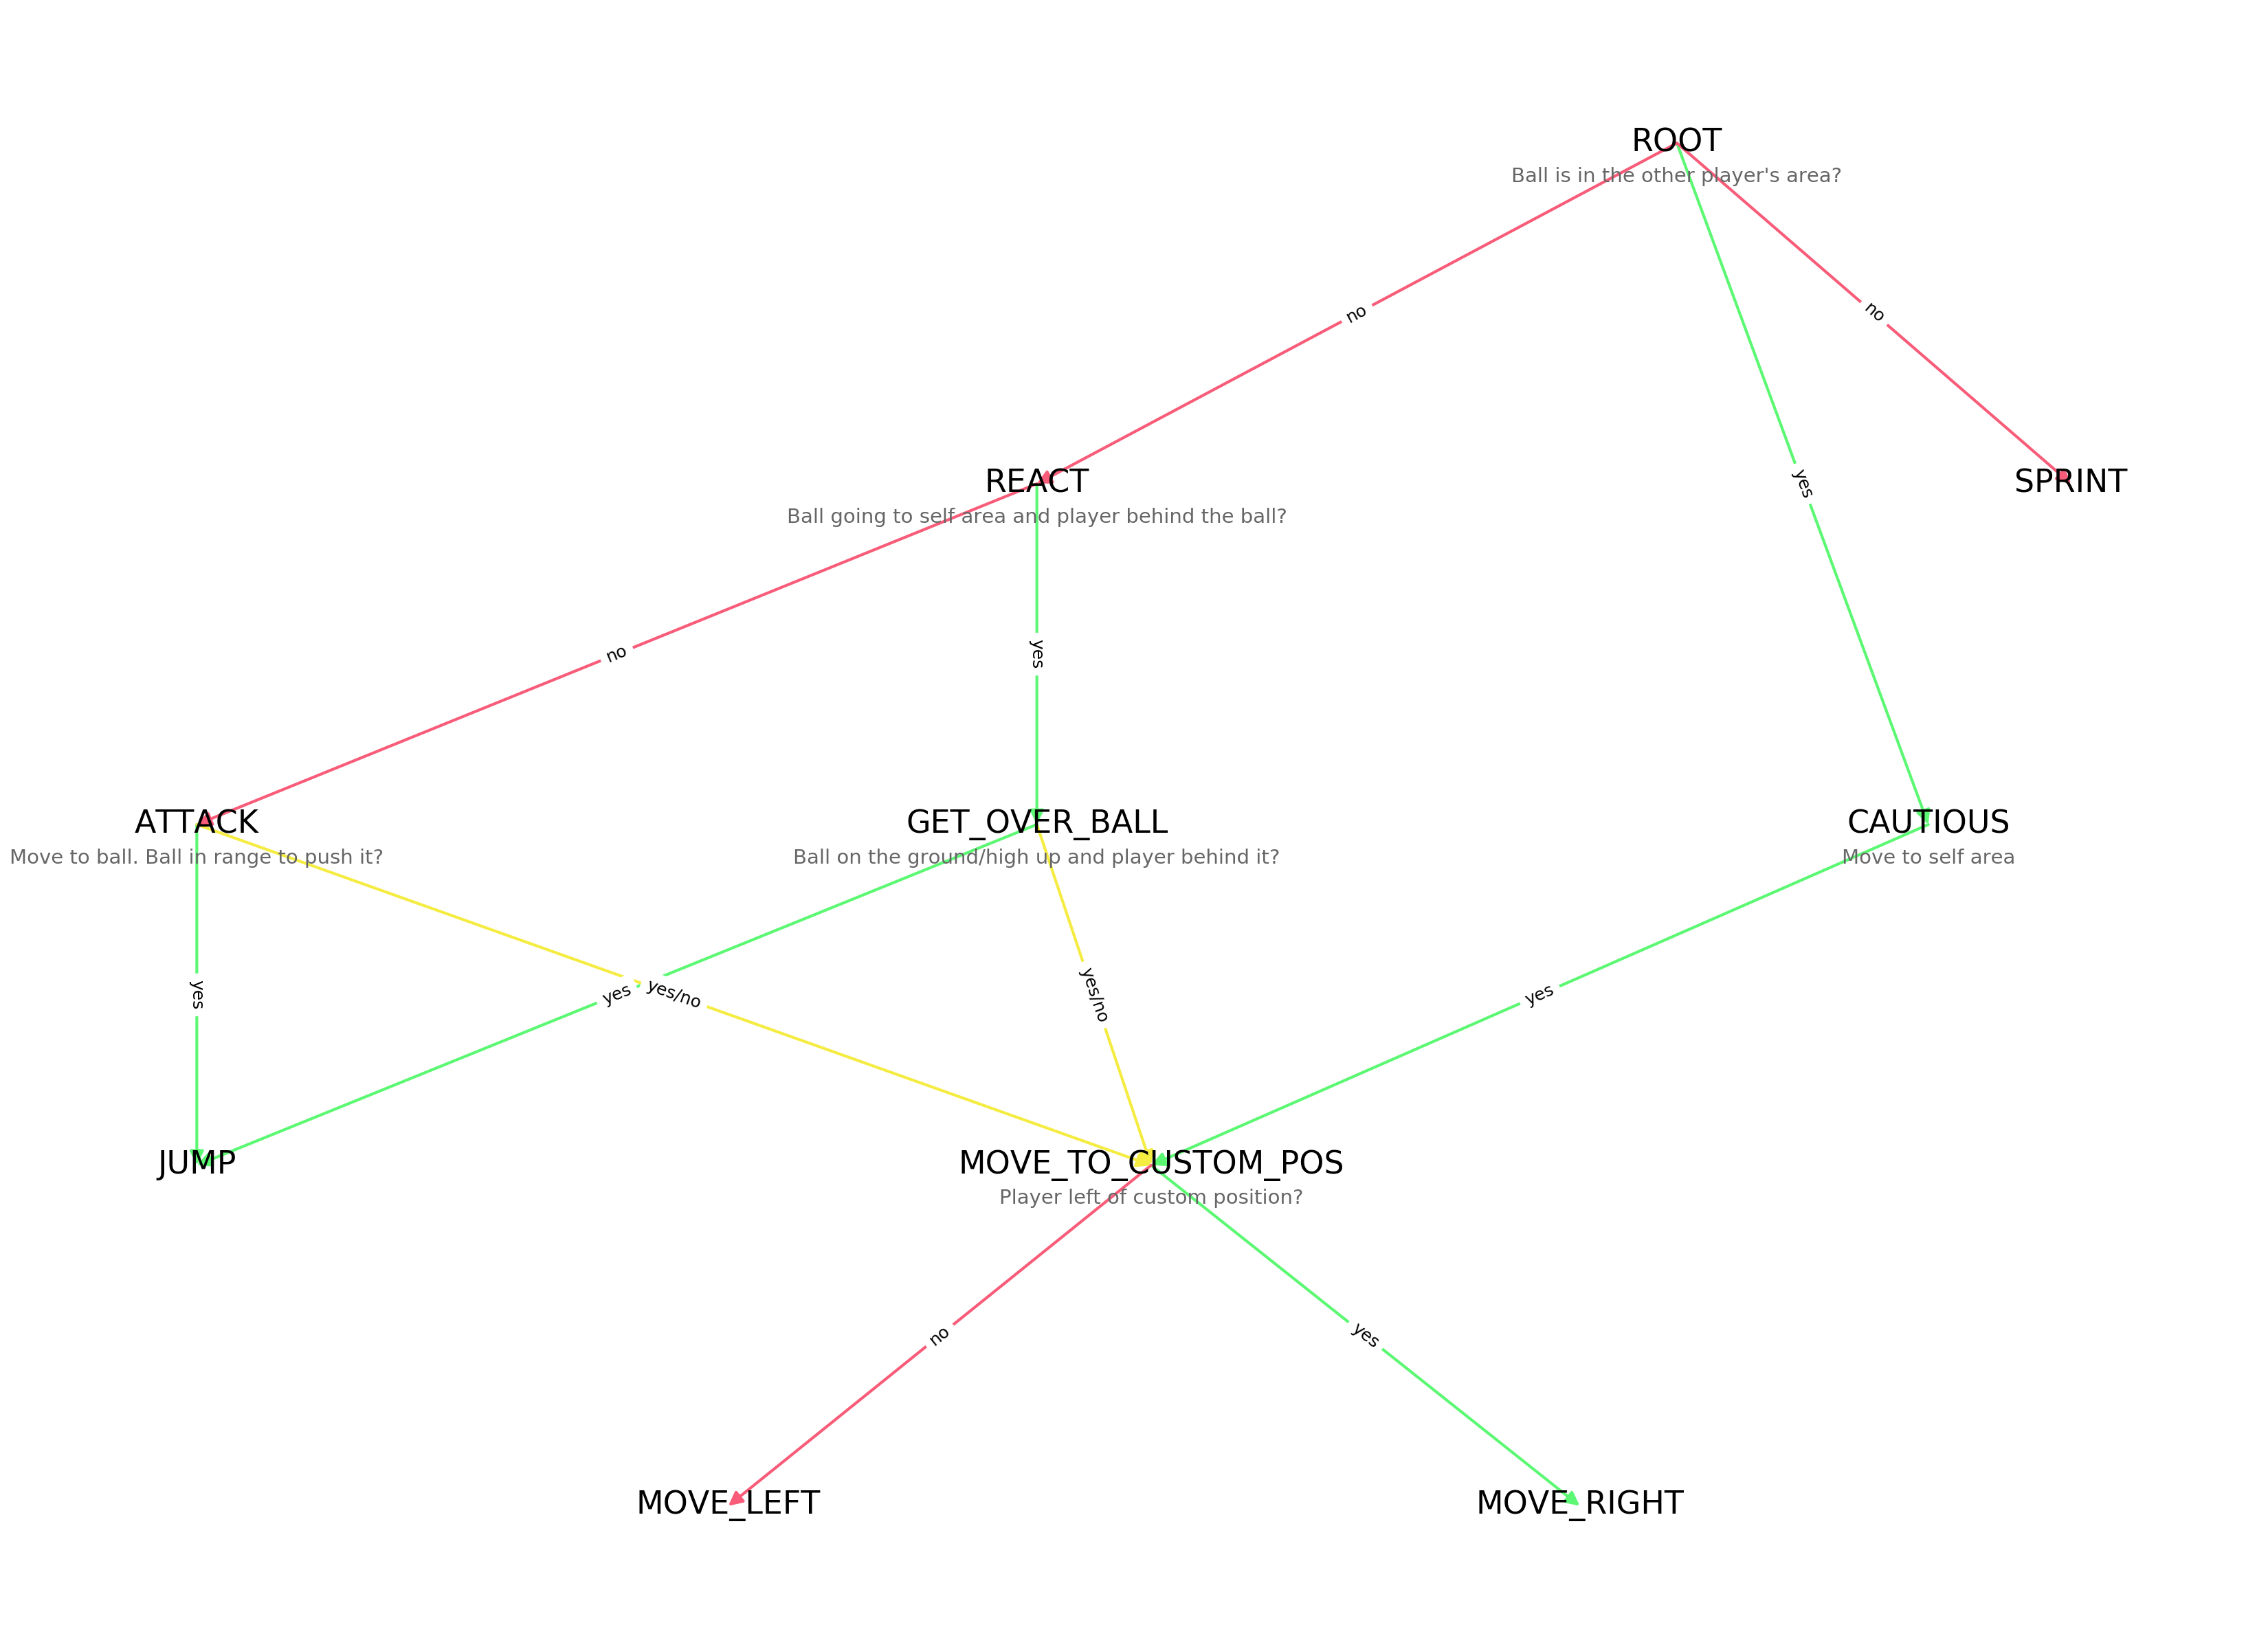 ROOT
Ball is in the other player's area?
no
no
REACT
SPRINT
yes
Ball going to self area and player behind the ball?
no
yes
ATTACK
GET_OVER_BALL
CAUTIOUS
Move to ball. Ball in range to push it?
Ball on the ground/high up and player behind it?
Move to self area
yes
yes
yes/no
yes/no
yes
JUMP
MOVE_TO_CUSTOM_POS
Player left of custom position?
no
yes
MOVE_LEFT
MOVE_RIGHT